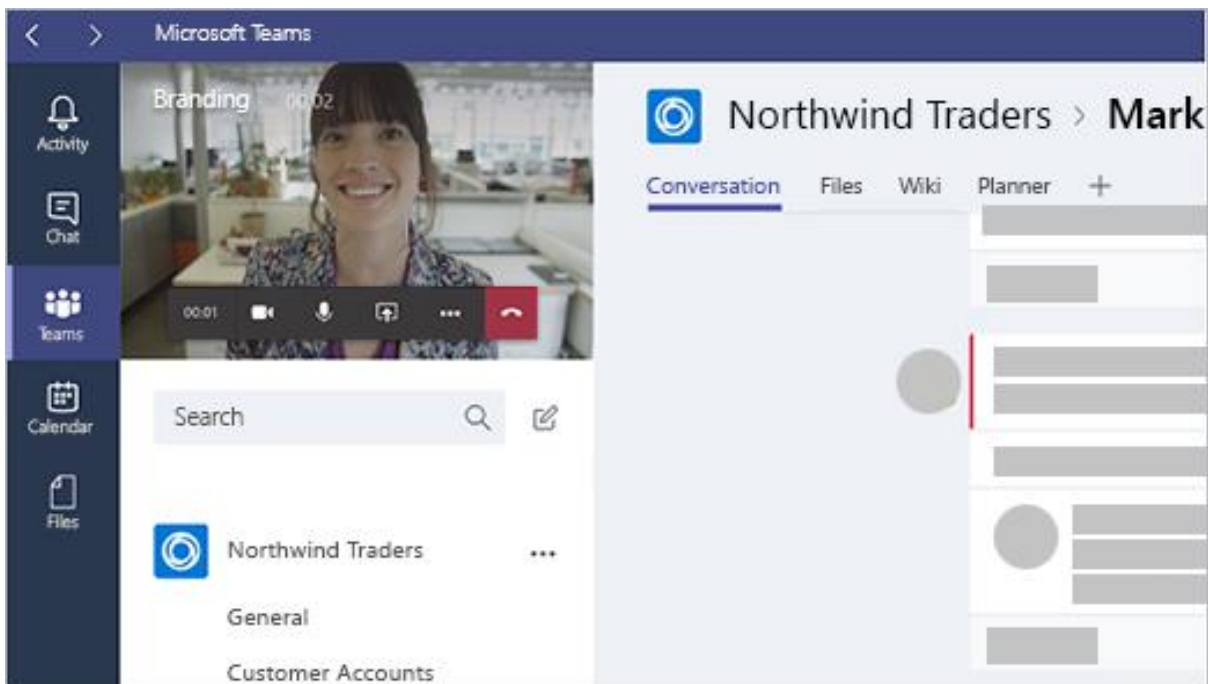 Microsoft Teams
Activity
Chat
Teams
Calendar
Files
Branding 00:02
00:01
Search
Northwind Traders
General
Customer Accounts
Northwind Traders > Mark
Conversation Files Wiki Planner +